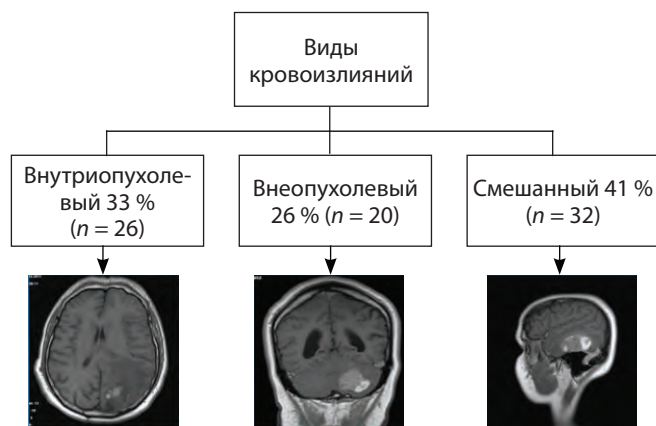 Виды
кровоизлияний
Внутриопухоле-
вый 33 %
(n = 26)
Внеопухолевый
26 % (n = 20)
Смешанный 41 %
(n = 32)